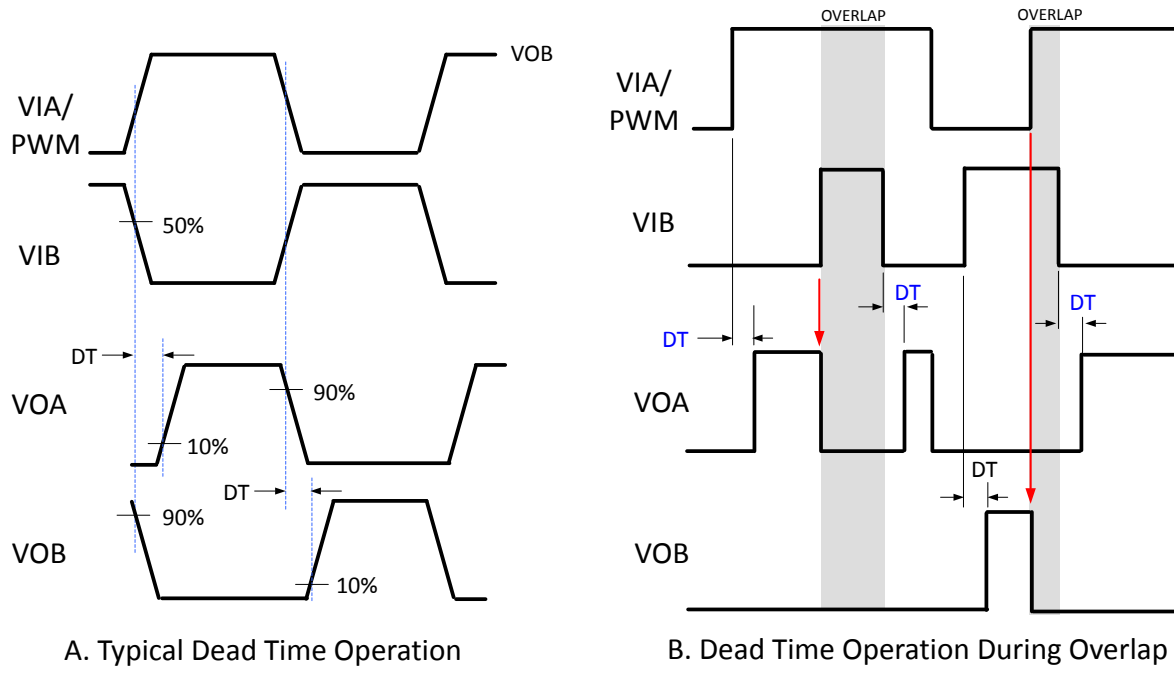 VOB
VIA/
PWM
50%
VIB
DT
VOA
90%
10%
DT
90%
VOB
10%
A. Typical Dead Time Operation
OVERLAP
OVERLAP
VIA/
PWM
VIB
DT
DT
DT
VOA
DT
VOB
B. Dead Time Operation During Overlap